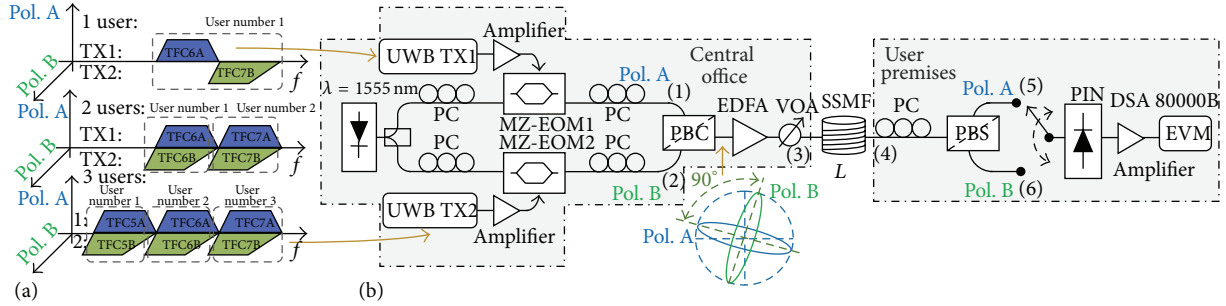 Pol. A
1 user:
User number 1
TX1:
TFC6A
TX2:
TFC7B
f
Pol. B
Pol. A
2 users:
User number 1
User number 2
TX1:
TFC6A
TFC7A
TX2:
TFC6B
TFC7B
f
Pol. B
Pol. A
3 users:
User number 1
User number 2
User number 3
1:
TFC5A
TFC6A
TFC7A
2:
TFC5B
TFC6B
TFC7B
f
Pol. B
(a)
Amplifier
UWB TX1
λ = 1555 nm
PC
PC
MZ-EOM1
MZ-EOM2
PC
PC
UWB TX2
Amplifier
Pol. A
(1)
Central office
PBC
EDFA
VOA
(2)
Pol. B
(3)
90°
Pol. B
Pol. A
SSMF
L
(4)
User premises
PC
PBS
Pol. A
(5)
Pol. B
(6)
PIN
DSA 80000B
EVM
Amplifier
(b)